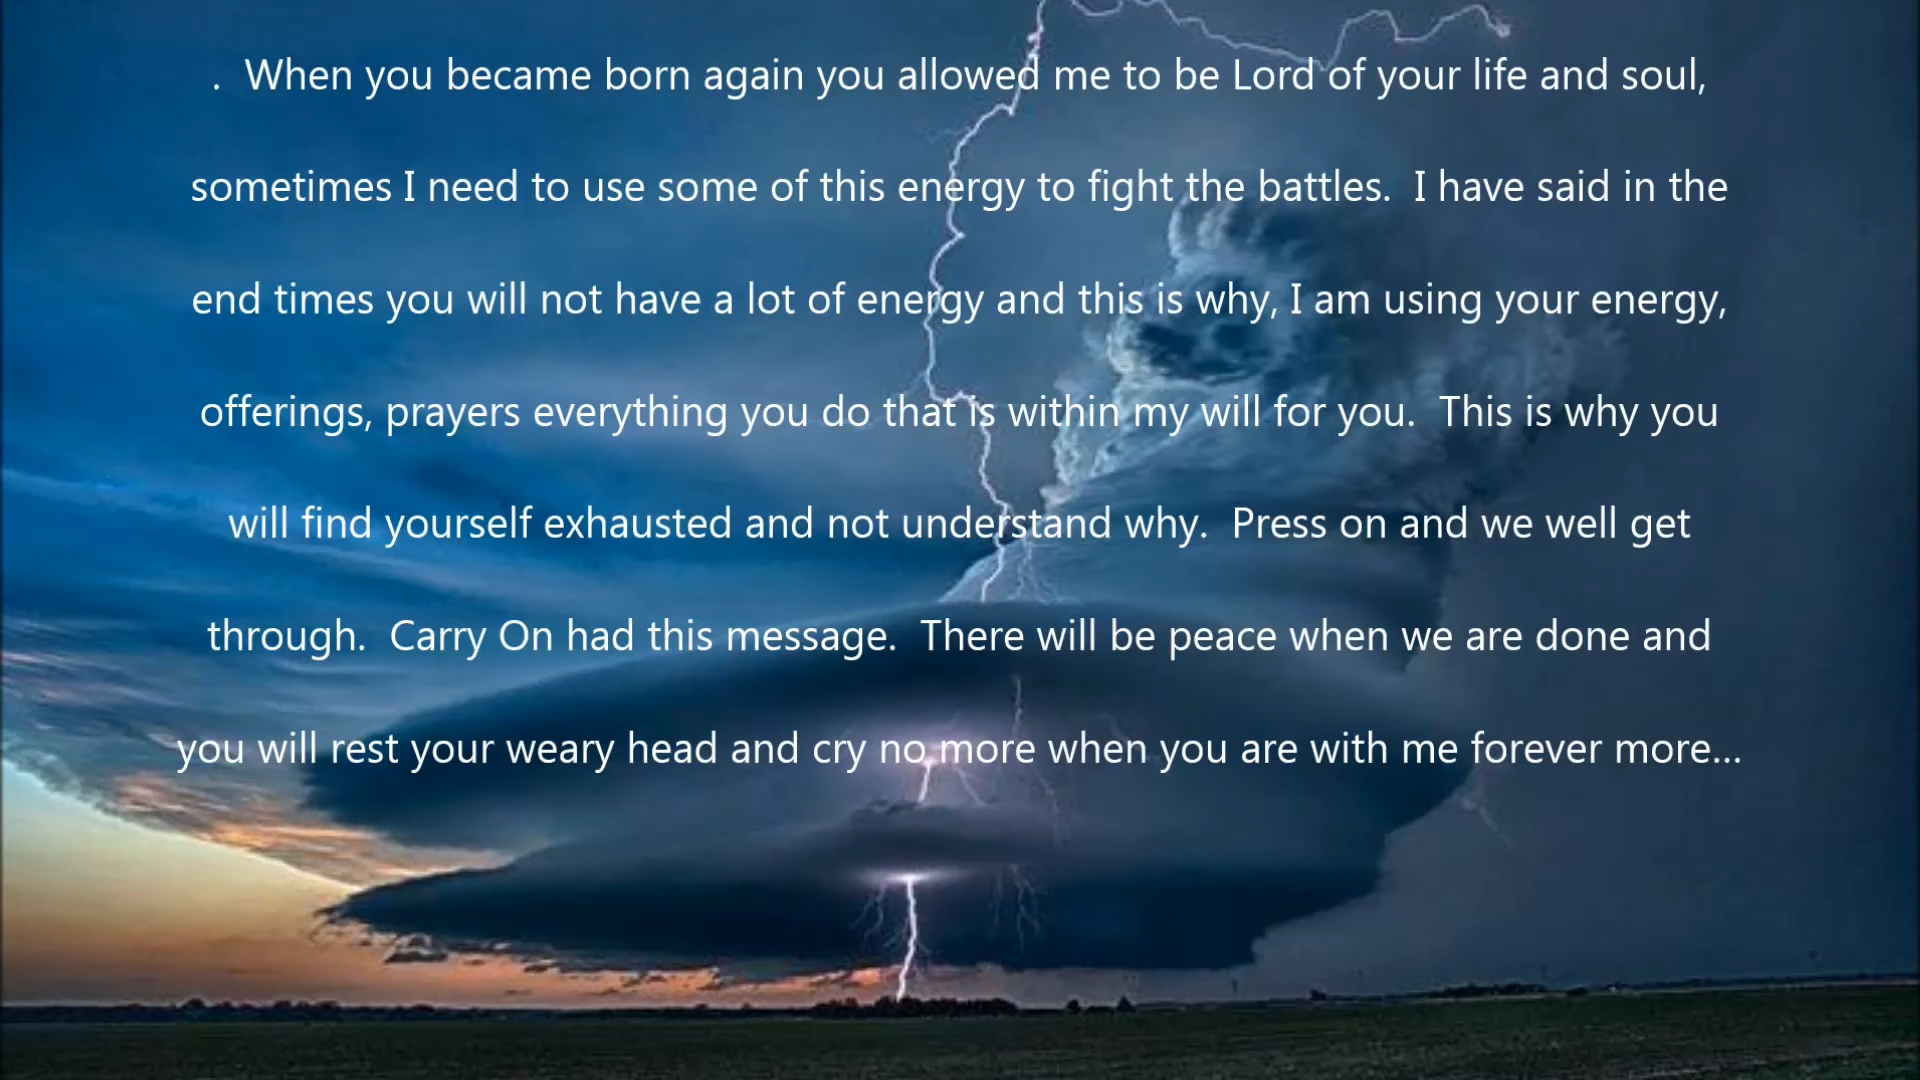 .  When you became born again you allowed me to be Lord of your life and soul,
sometimes I need to use some of this energy to fight the battles.  I have said in the
end times you will not have a lot of energy and this is why, I am using your energy,
offerings, prayers everything you do that is within my will for you.  This is why you
will find yourself exhausted and not understand why.  Press on and we well get
through.  Carry On had this message.  There will be peace when we are done and
you will rest your weary head and cry no more when you are with me forever more...